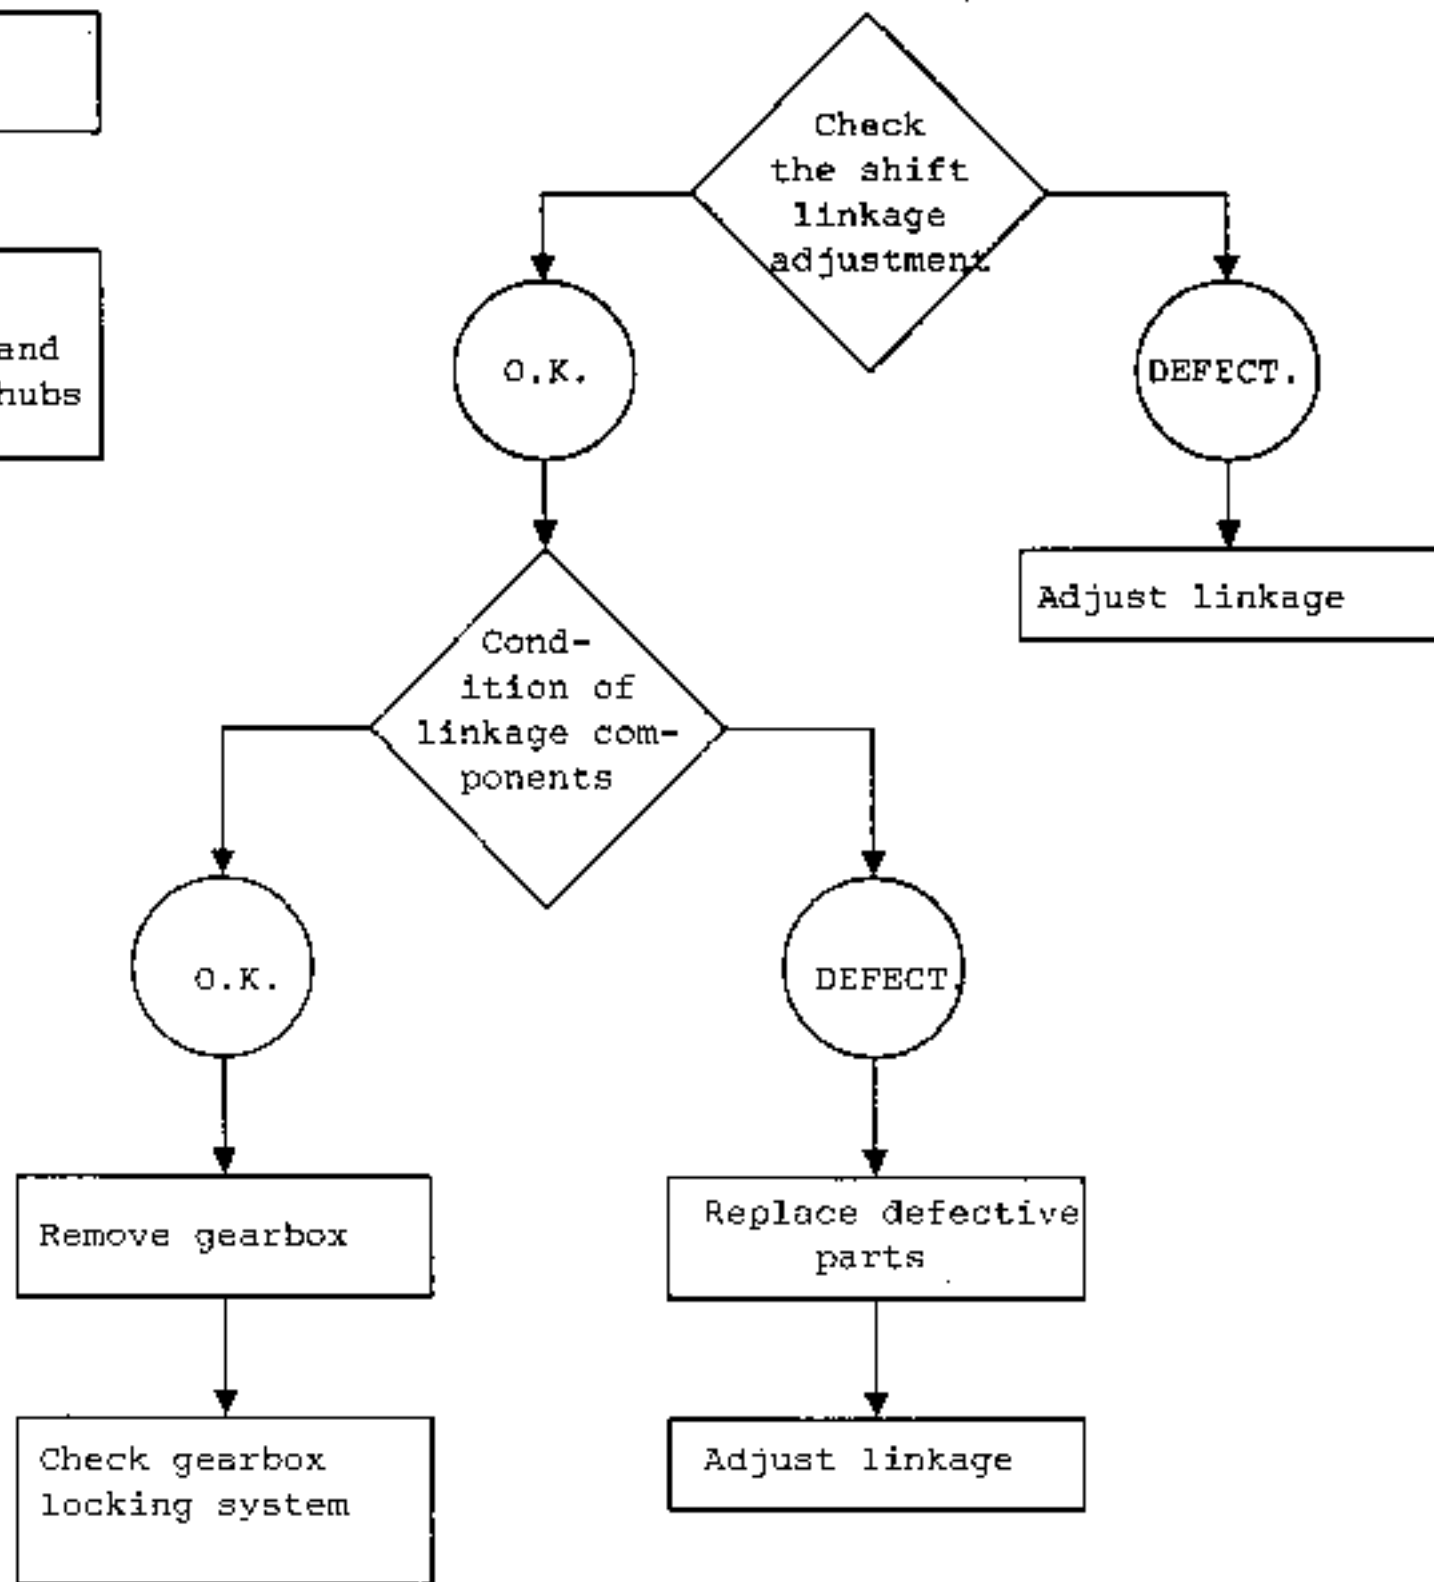 Check
the shift
linkage
adjustment
and
hubs
O.K.
DEFECT.
Adjust linkage
Cond-
ition of
linkage com-
ponents
O.K.
DEFECT.
Remove gearbox
Replace defective
parts
Check gearbox
locking system
Adjust linkage